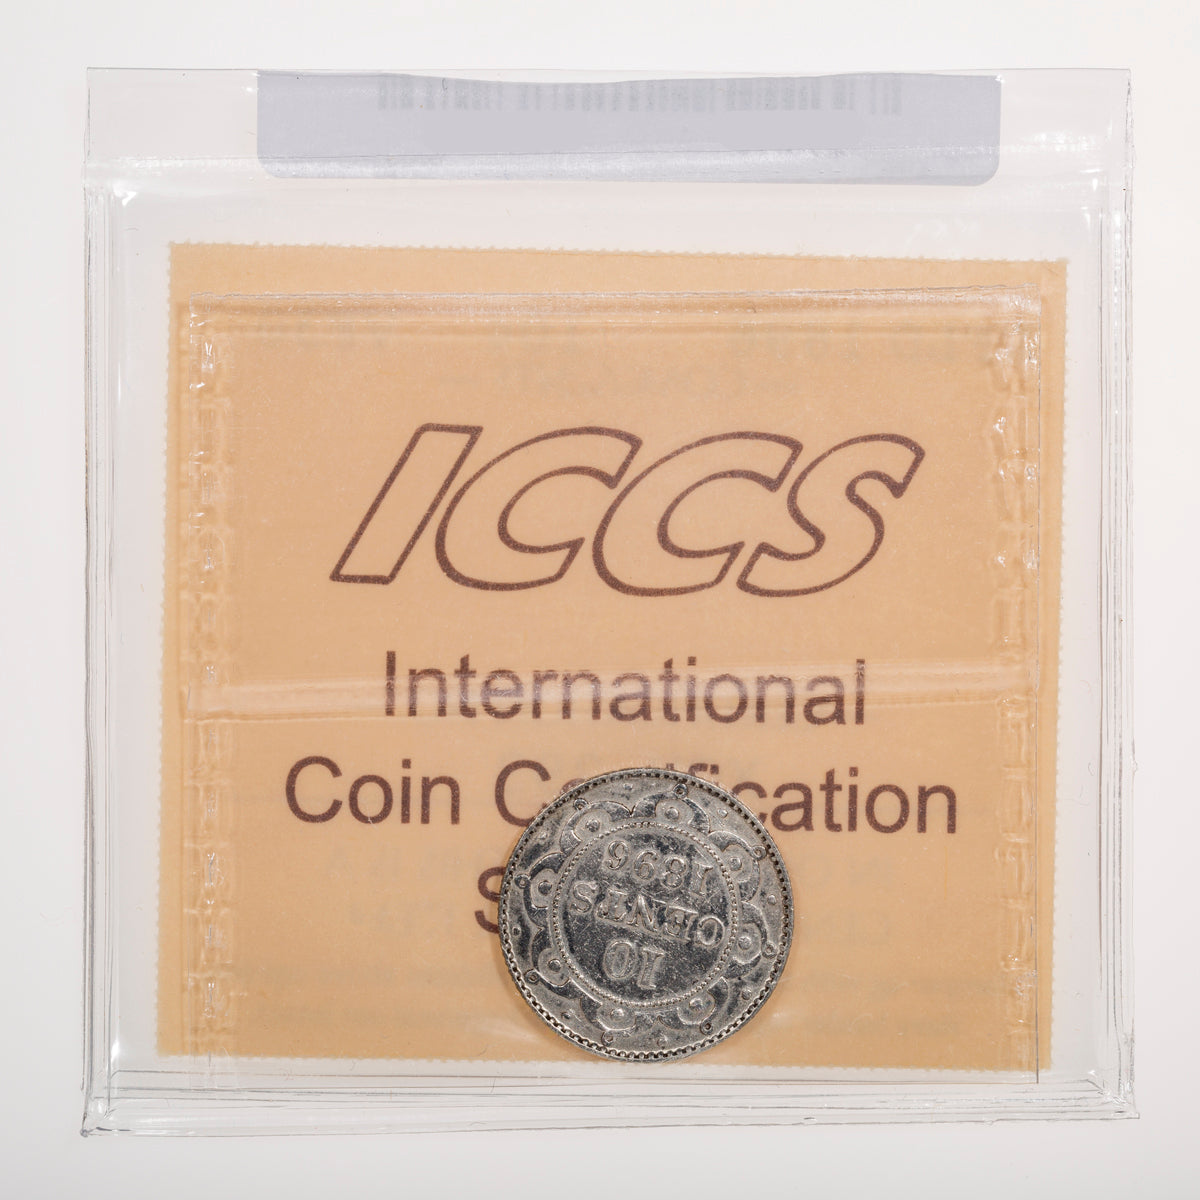 ICCS
International
Coin Certification
10
CENTS
1896